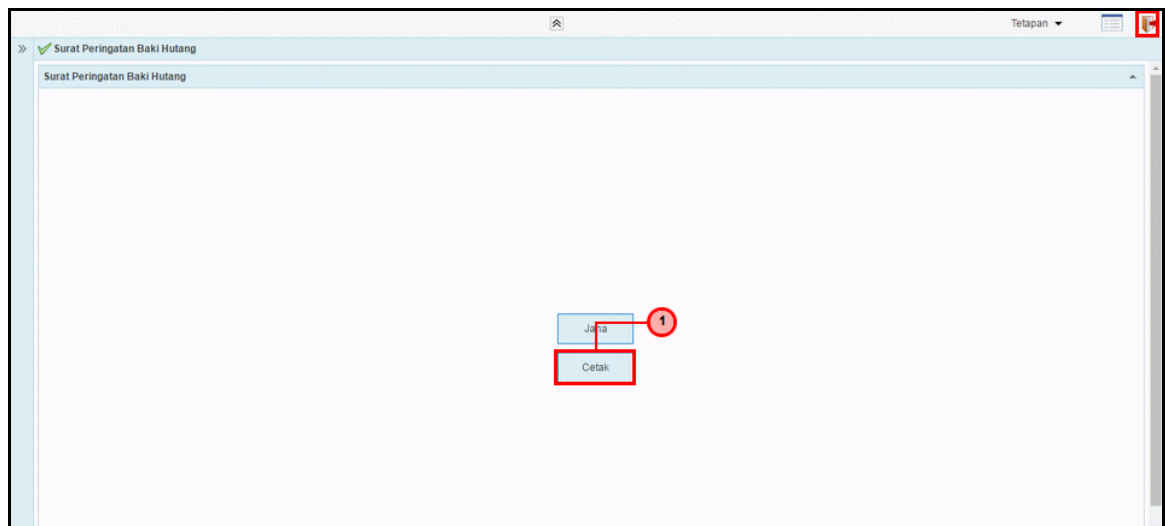 Tetapan
Surat Peringatan Baki Hutang
Surat Peringatan Baki Hutang
Jana
1
Cetak